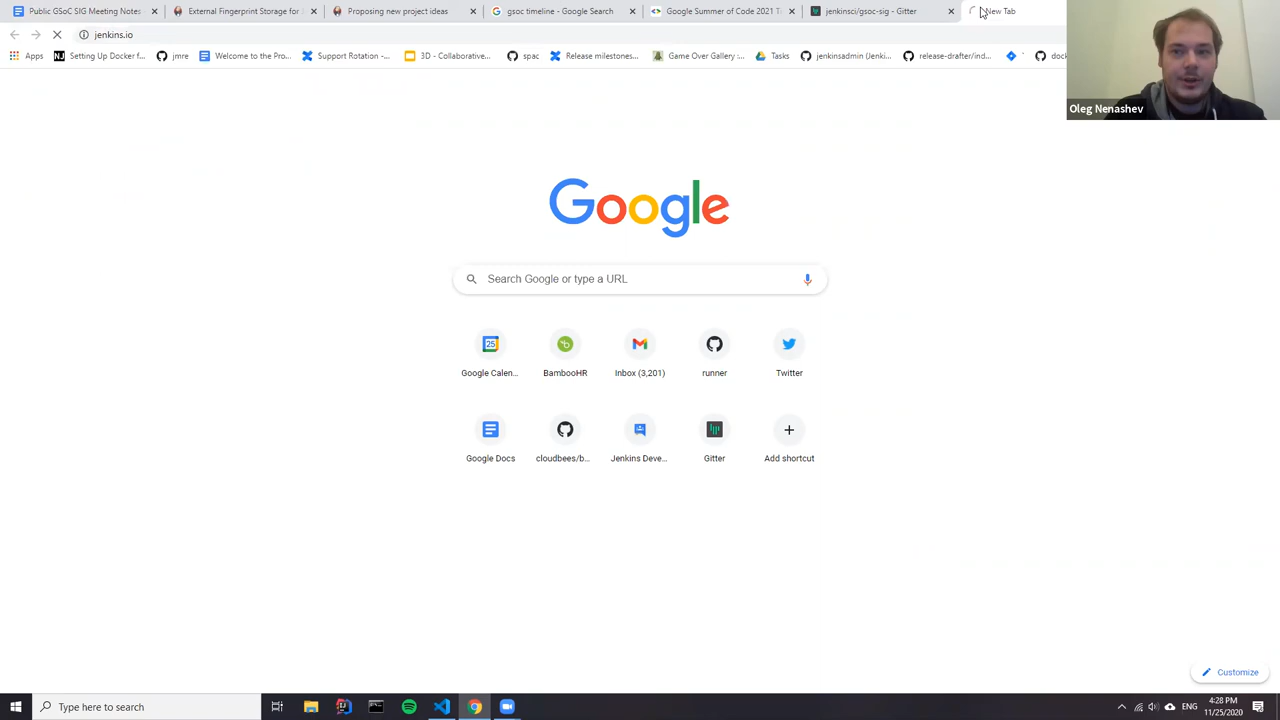 Public GSoC SIG Meeting Notes
External Fingerprint Storage for J
Proposing new project ideas
gsoc timeline - Google Search
Google Summer of Code 2021 T
jenkinsci/gsoc-sig - Gitter
New Tab
jenkins.io
Apps
Setting Up Docker f...
jmre
Welcome to the Pro...
Support Rotation -...
3D - Collaborative...
spac
Release milestones...
Game Over Gallery :...
Tasks
jenkinsadmin (Jenki...
release-drafter/ind...
dock
Oleg Nenashev
Google
Search Google or type a URL
25
Google Calen...
BambooHR
Inbox (3,201)
runner
Twitter
Google Docs
cloudbees/b...
Jenkins Deve...
Gitter
Add shortcut
Customize
Type here to search
ENG
4:28 PM
11/25/2020